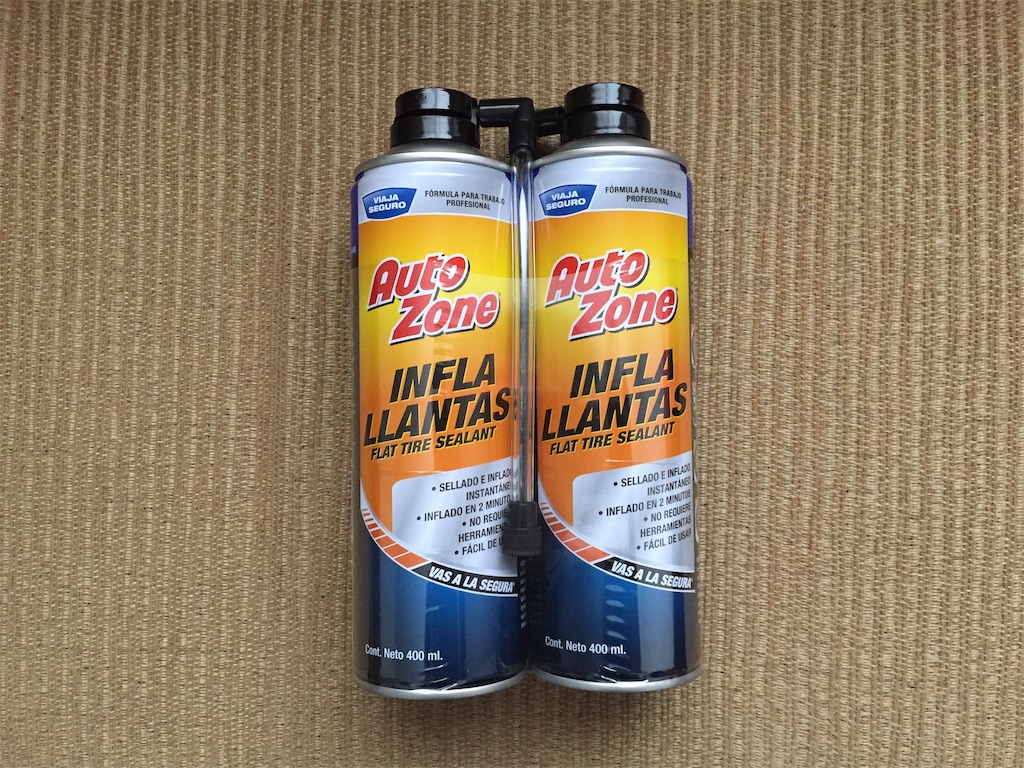 VIAJA
SEGURO
FÓRMULA PARA TRABAJO
PROFESIONAL
Auto
Zone
INFLA
LLANTAS
FLAT TIRE SEALANT
• SELLADO E INFLADO
INSTANTÁNEO
• INFLADO EN 2 MINUTOS
• NO REQUIERE
HERRAMIENTAS
• FÁCIL DE USAR
VAS A LA SEGURA
Cont. Neto 400 ml.
VIAJA
SEGURO
FÓRMULA PARA TRABAJO
PROFESIONAL
Auto
Zone
INFLA
LLANTAS
FLAT TIRE SEALANT
• SELLADO E INFLADO
INSTANTÁNEO
• INFLADO EN 2 MINUTOS
• NO REQUIERE
HERRAMIENTAS
• FÁCIL DE USAR
VAS A LA SEGURA
Cont. Neto 400 ml.